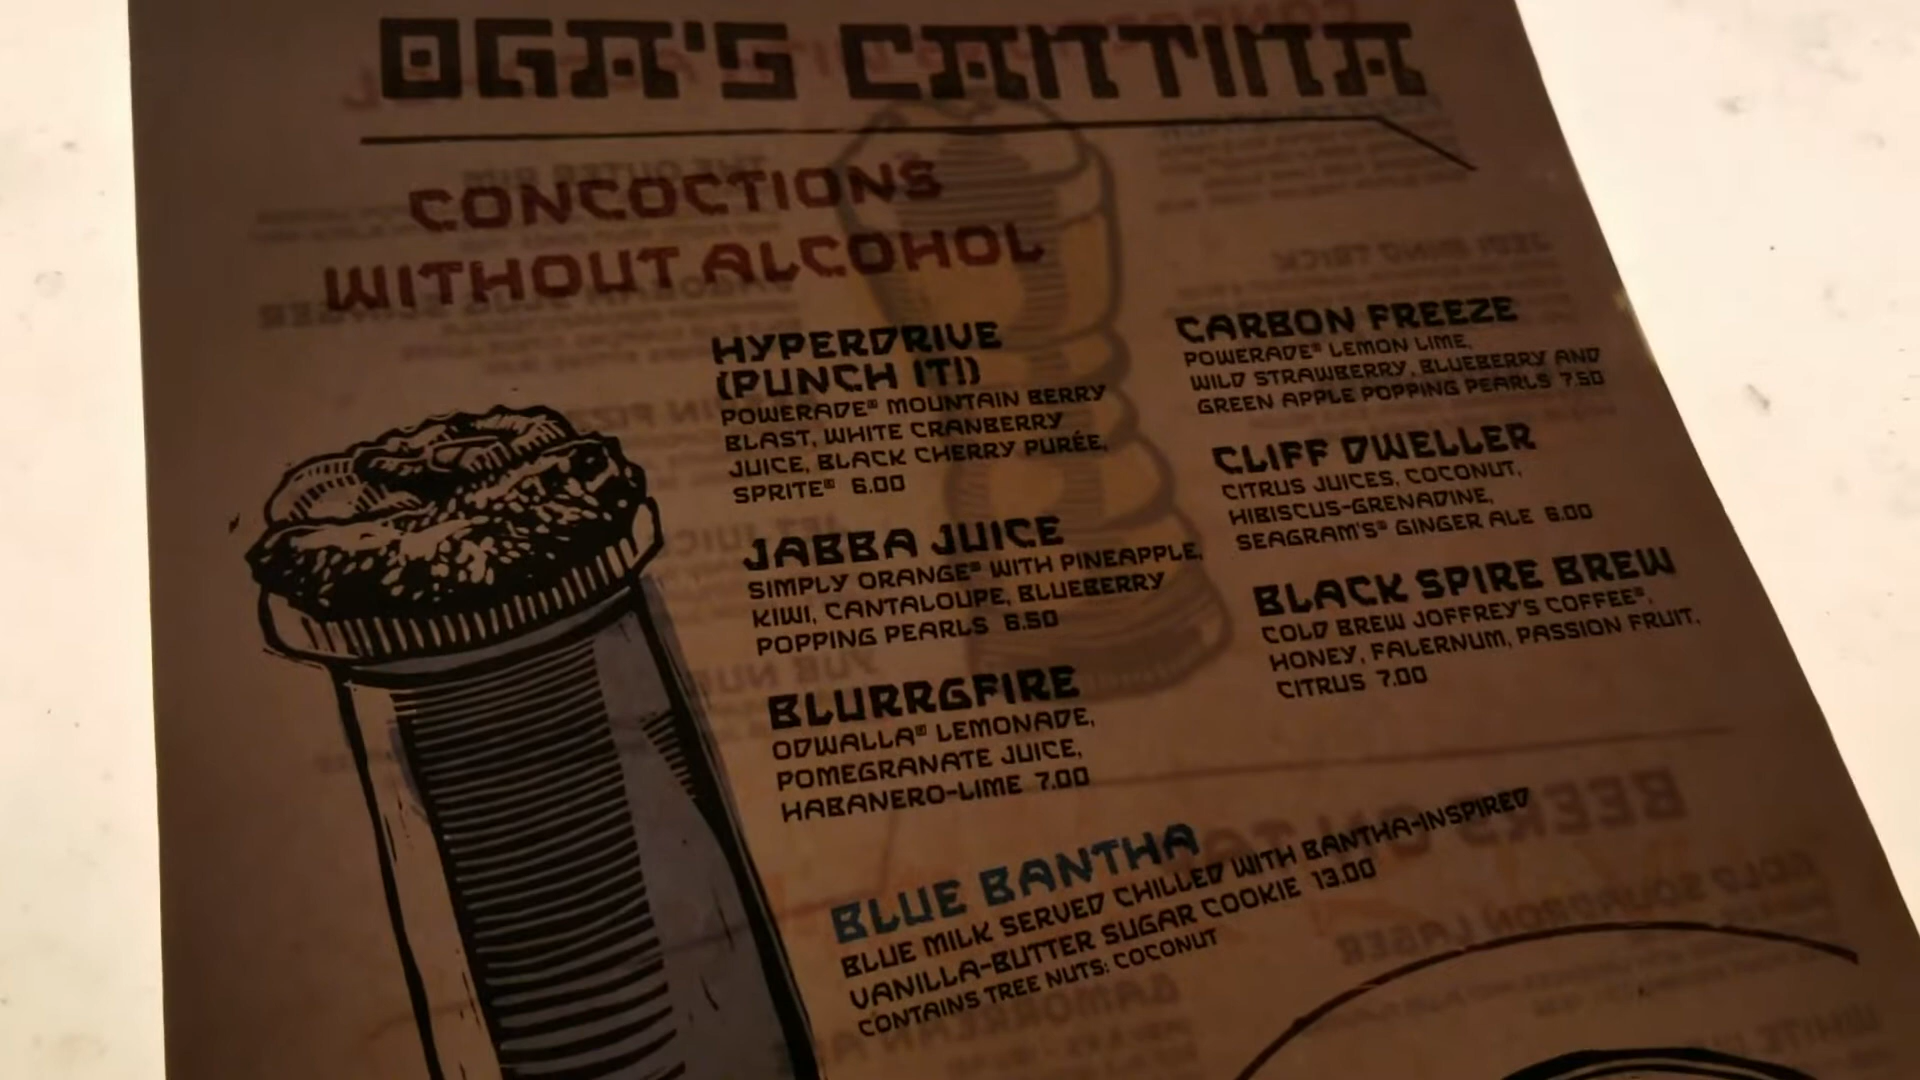 OGA'S CANTINA
CONCOCTIONS
WITHOUT ALCOHOL
HYPERDRIVE
(PUNCH IT!)
POWERADE® MOUNTAIN BERRY
BLAST, WHITE CRANBERRY
JUICE, BLACK CHERRY PURÉE,
SPRITE® 6.00
JABBA JUICE
SIMPLY ORANGE® WITH PINEAPPLE,
KIWI, CANTALOUPE, BLUEBERRY
POPPING PEARLS 6.50
BLURRGFIRE
ODWALLA® LEMONADE,
POMEGRANATE JUICE,
HABANERO-LIME 7.00
CARBON FREEZE
POWERADE® LEMON LIME,
WILD STRAWBERRY, BLUEBERRY AND
GREEN APPLE POPPING PEARLS 7.50
CLIFF DWELLER
CITRUS JUICES, COCONUT,
HIBISCUS-GRENADINE,
SEAGRAM'S® GINGER ALE 6.00
BLACK SPIRE BREW
COLD BREW JOFFREY'S COFFEE®,
HONEY, FALERNUM, PASSION FRUIT,
CITRUS 7.00
BLUE BANTHA
BLUE MILK SERVED CHILLED WITH BANTHA-INSPIRED
VANILLA-BUTTER SUGAR COOKIE 13.00
CONTAINS TREE NUTS: COCONUT